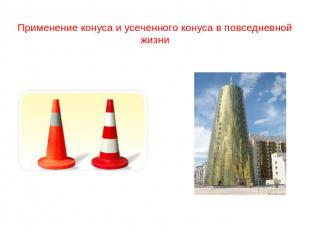 Применение конуса и усеченного конуса в повседневной
жизни